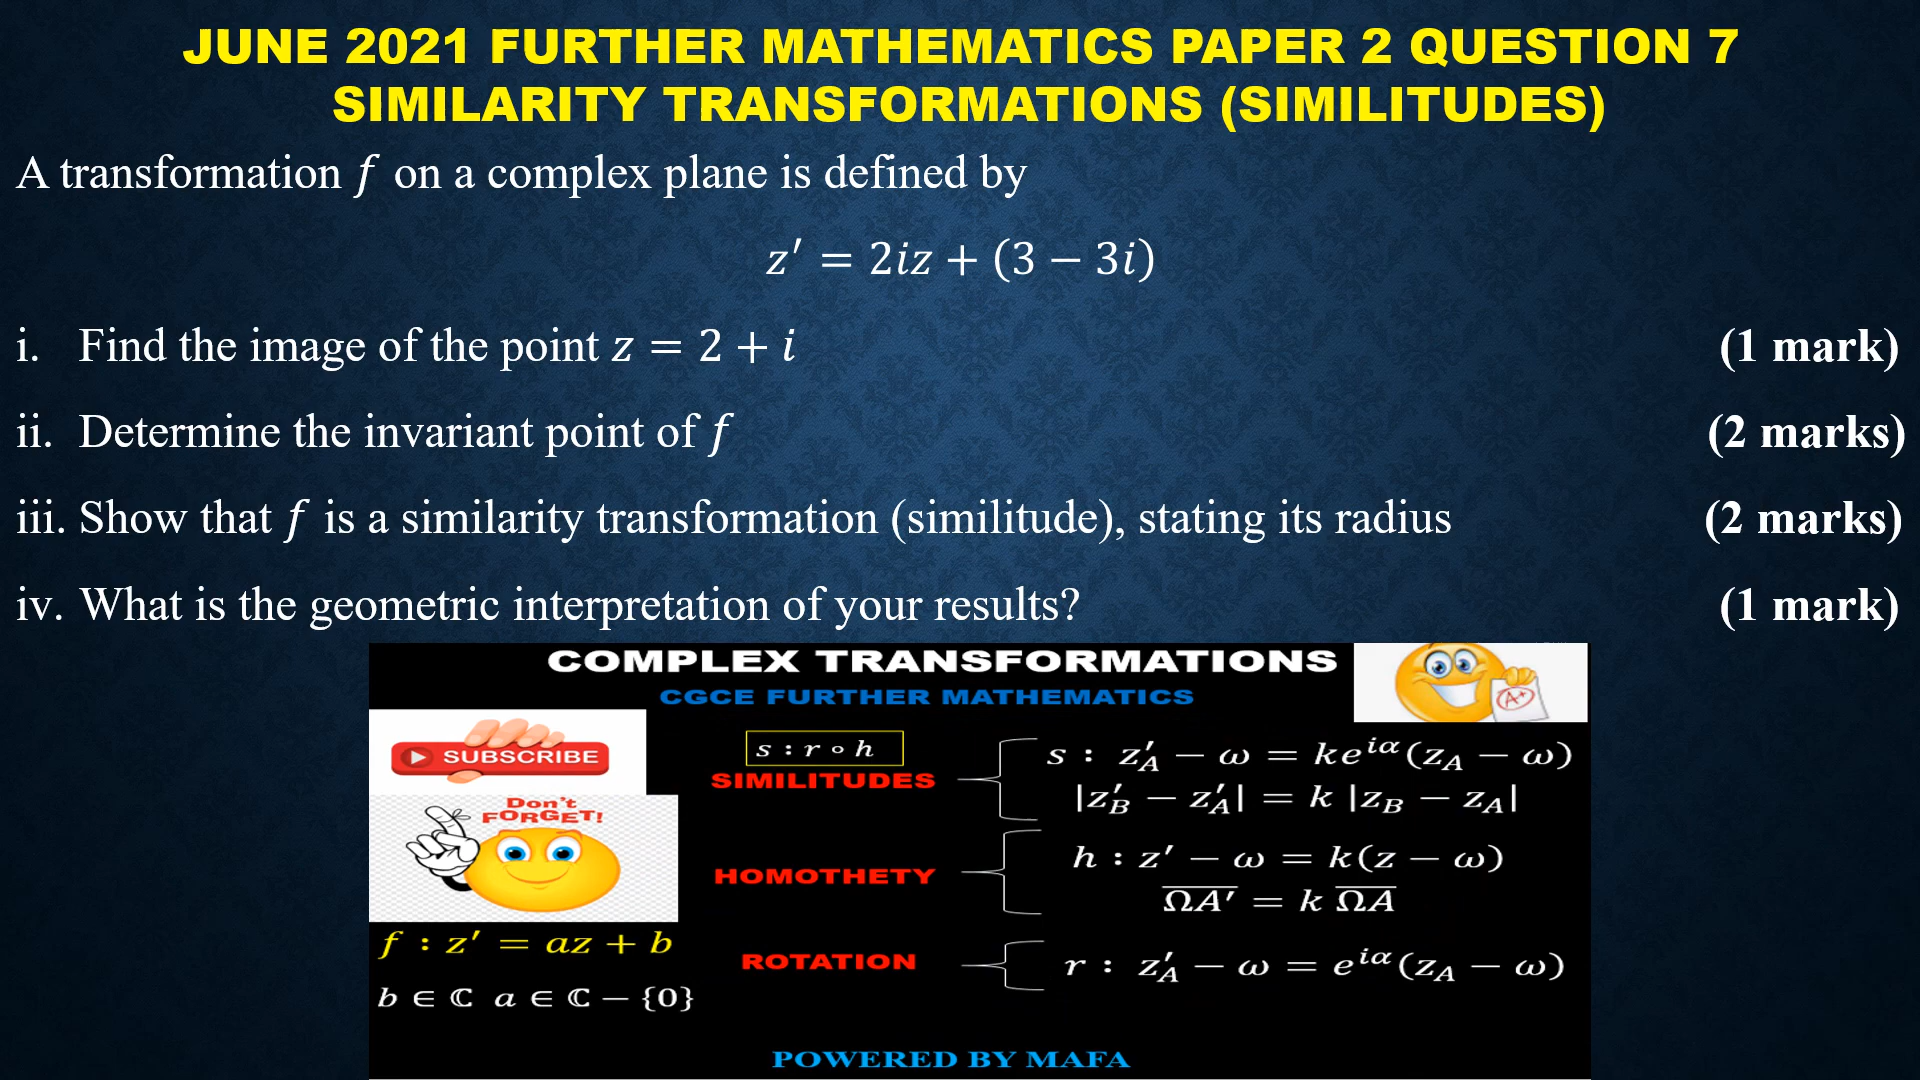 JUNE 2021 FURTHER MATHEMATICS PAPER 2 QUESTION 7
SIMILARITY TRANSFORMATIONS (SIMILITUDES)
A transformation f on a complex plane is defined by
z′ = 2iz + (3 − 3i)
i. Find the image of the point z = 2 + i (1 mark)
ii. Determine the invariant point of f (2 marks)
iii. Show that f is a similarity transformation (similitude), stating its radius (2 marks)
iv. What is the geometric interpretation of your results? (1 mark)
COMPLEX TRANSFORMATIONS
CGCE FURTHER MATHEMATICS
A+
SUBSCRIBE
Don't
FORGET!
f : z′ = az + b
b ∈ ℂ a ∈ ℂ − {0}
s : r ∘ h
SIMILITUDES
s : z′_A − ω = ke^{iα}(z_A − ω)
|z′_B − z′_A| = k |z_B − z_A|
HOMOTHETY
h : z′ − ω = k(z − ω)
\overline{ΩA′} = k \overline{ΩA}
ROTATION
r : z′_A − ω = e^{iα}(z_A − ω)
POWERED BY MAFA